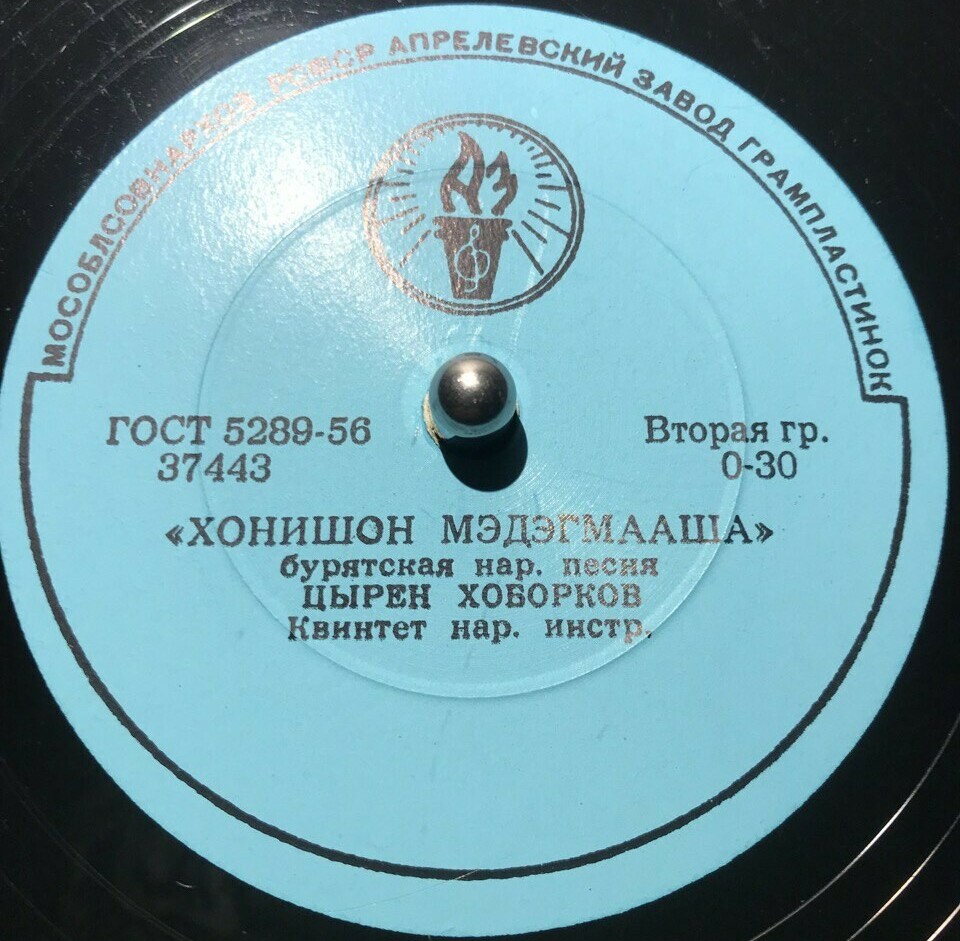 МОСОБЛСОВНАРХОЗ РСФСР АПРЕЛЕВСКИЙ ЗАВОД ГРАМПЛАСТИНОК
АЗ
ГОСТ 5289-56
37443
Вторая гр.
0-30
«ХОНИШОН МЭДЭГМААША»
бурятская нар. песня
ЦЫРЕН ХОБОРКОВ
Квинтет нар. инстр.